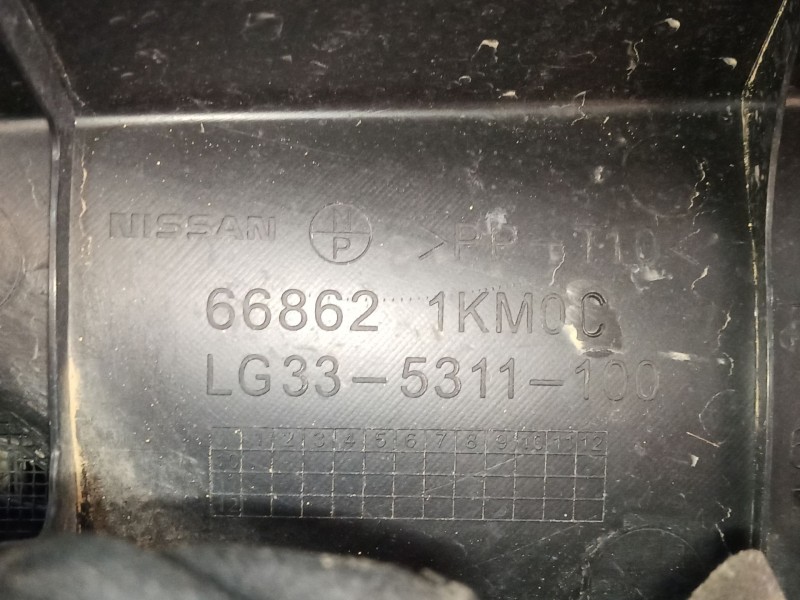 NISSAN H P >PP-T10<
66862 1KM0C
LG33-5311-100
1 2 3 4 5 6 7 8 9 10 11 12